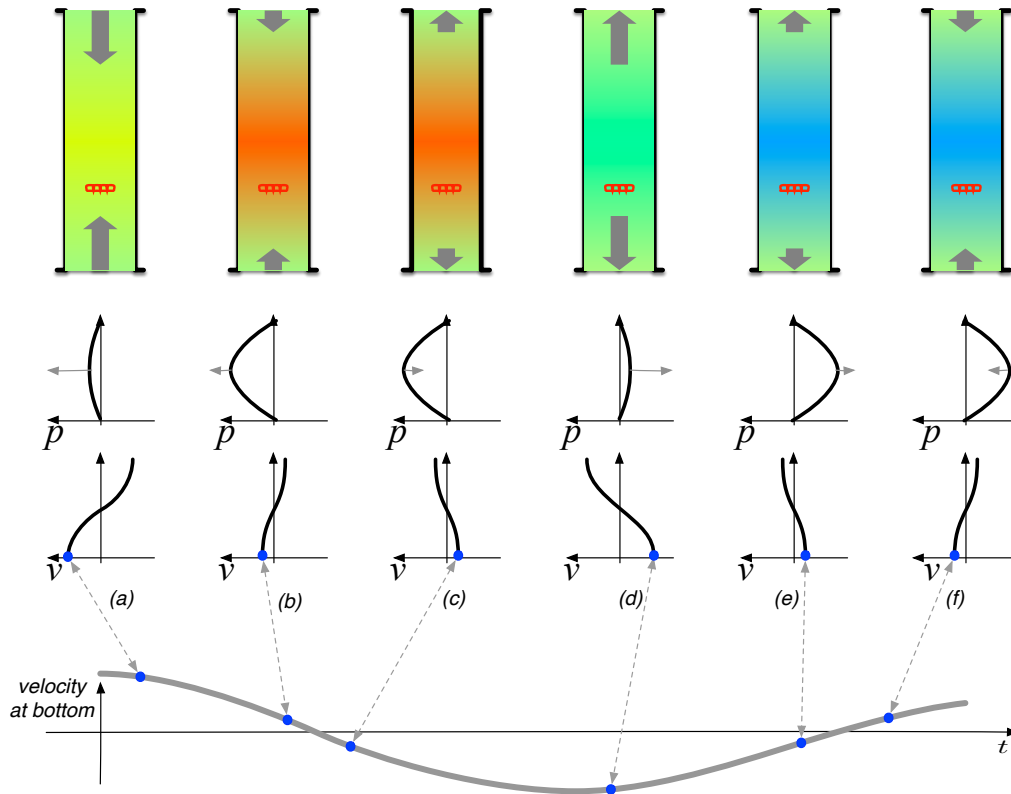 p p p p p p
v v v v v v
(a) (b) (c) (d) (e) (f)
velocity
at bottom
t